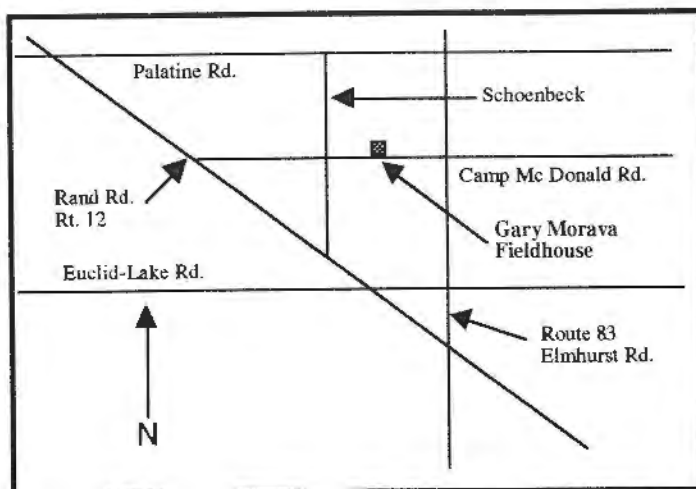 Palatine Rd.
Schoenbeck
Camp Mc Donald Rd.
Rand Rd.
Rt. 12
Gary Morava
Fieldhouse
Euclid-Lake Rd.
Route 83
Elmhurst Rd.
N